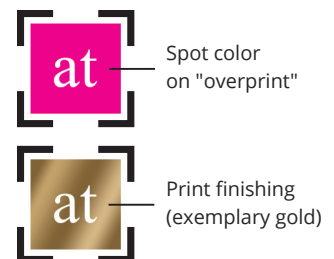 at
Spot color
on "overprint"
at
Print finishing
(exemplary gold)